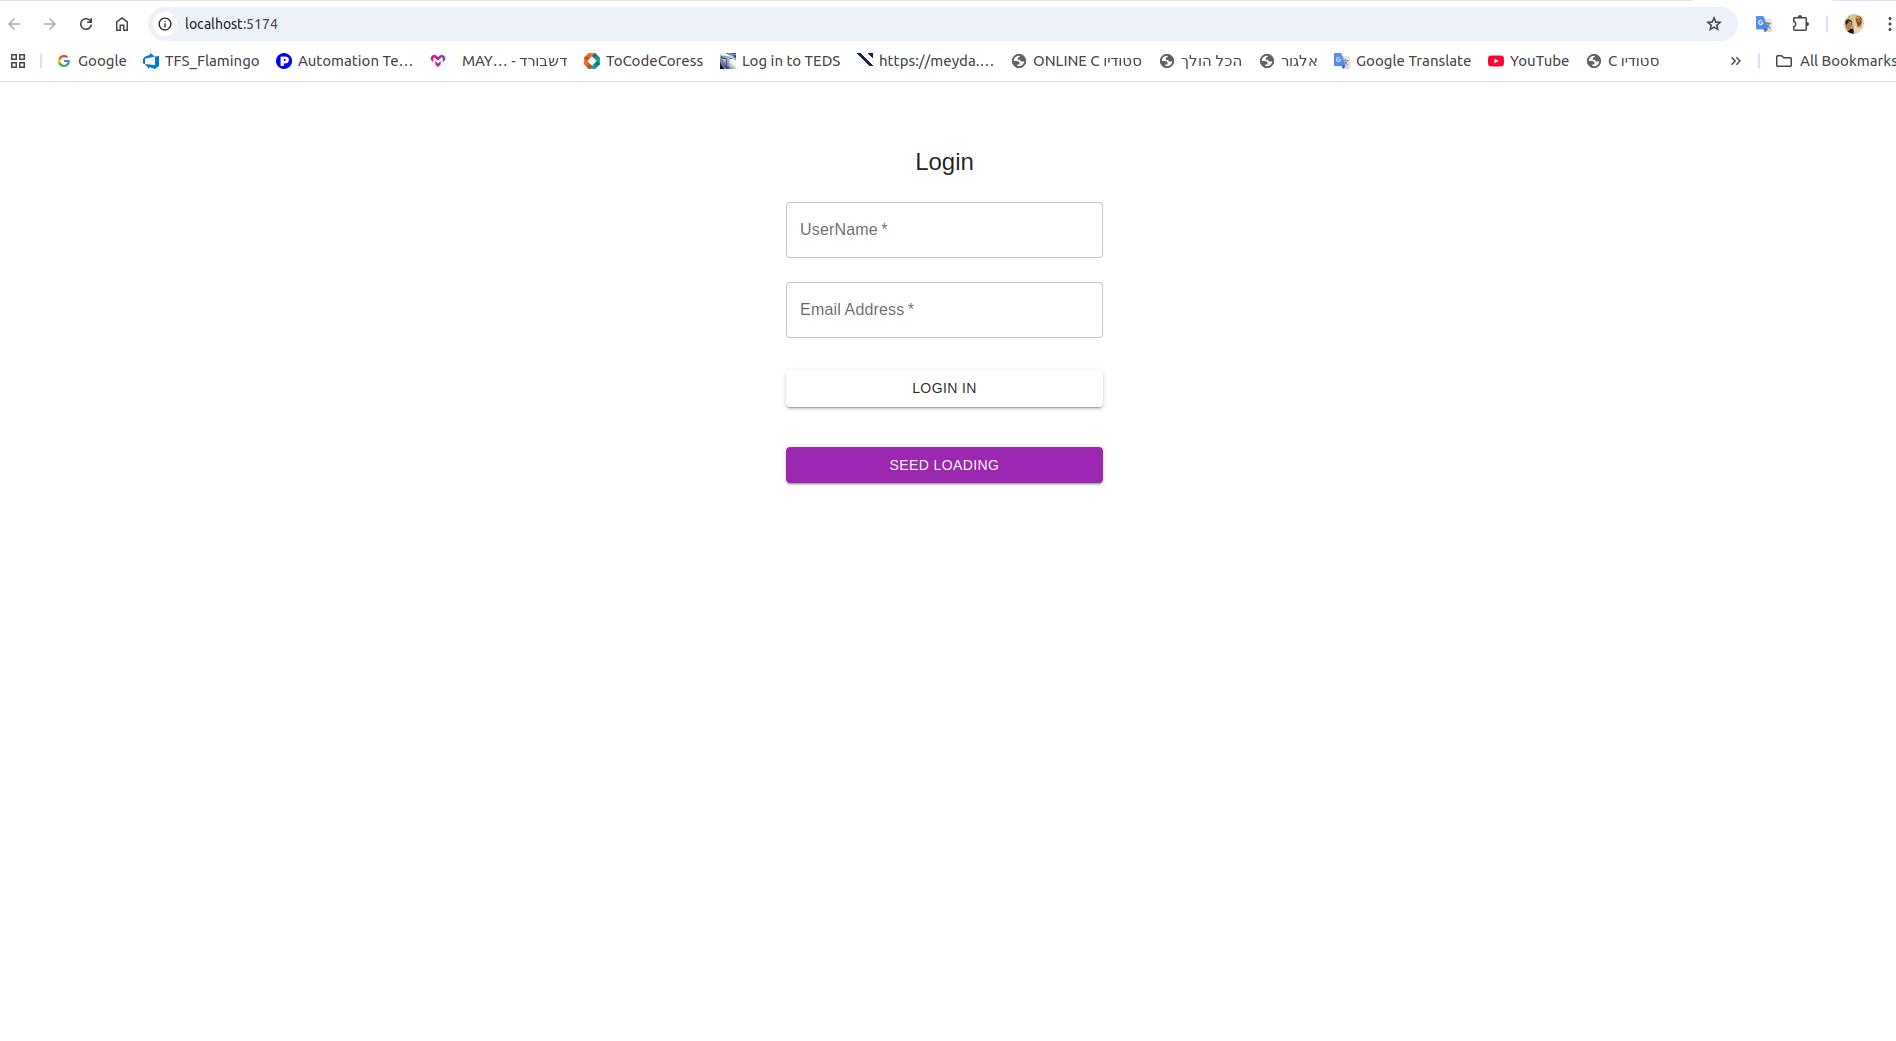 localhost:5174
Google TFS_Flamingo Automation Te... MAY... - דשבורד ToCodeCoress Log in to TEDS https://meyda.... ONLINE C סטודיו הכל הולך אלגור Google Translate YouTube C סטודיו » All Bookmarks
Login
UserName *
Email Address *
LOGIN IN
SEED LOADING